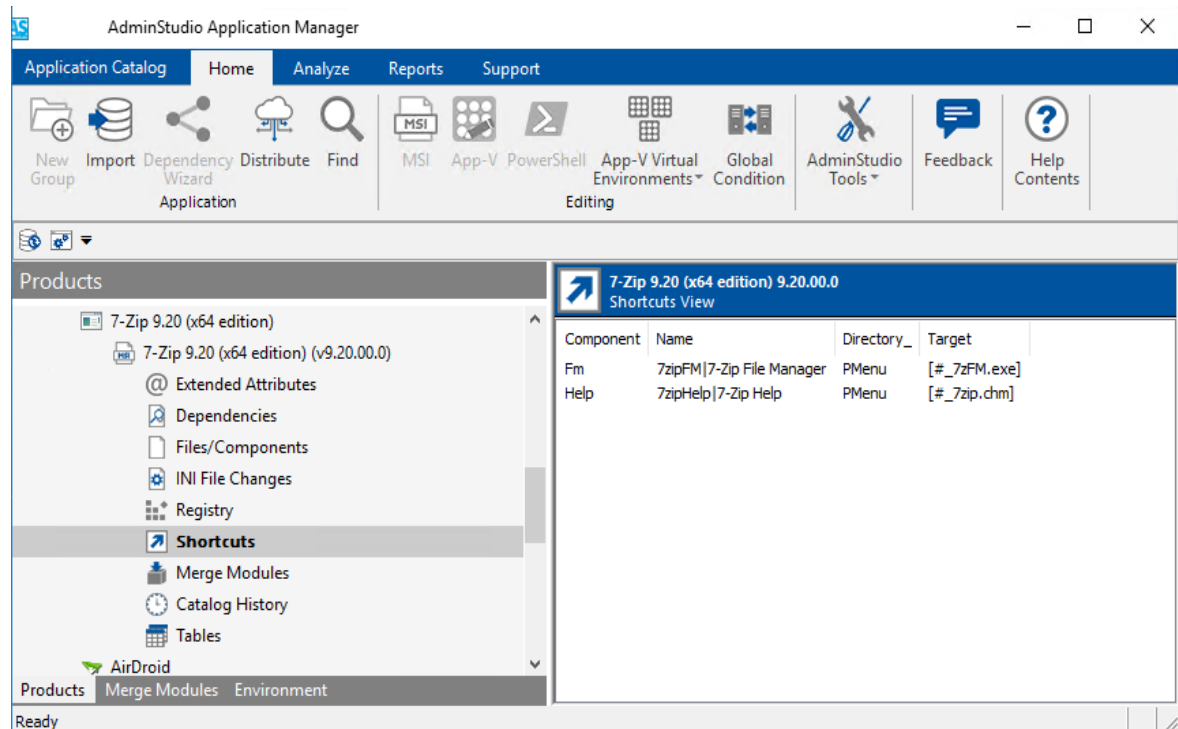 AS AdminStudio Application Manager
Application Catalog Home Analyze Reports Support
New Group Import Dependency Wizard Distribute Find MSI MSI App-V PowerShell App-V Virtual Environments Global Condition AdminStudio Tools Feedback ? Help Contents
Application Editing
Products
7-Zip 9.20 (x64 edition)
7-Zip 9.20 (x64 edition) (v9.20.00.0)
@ Extended Attributes
Dependencies
Files/Components
INI File Changes
Registry
Shortcuts
Merge Modules
Catalog History
Tables
AirDroid
Products Merge Modules Environment
7-Zip 9.20 (x64 edition) 9.20.00.0
Shortcuts View
Component Name Directory_ Target
Fm 7zipFM|7-Zip File Manager PMenu [#_7zFM.exe]
Help 7zipHelp|7-Zip Help PMenu [#_7zip.chm]
Ready